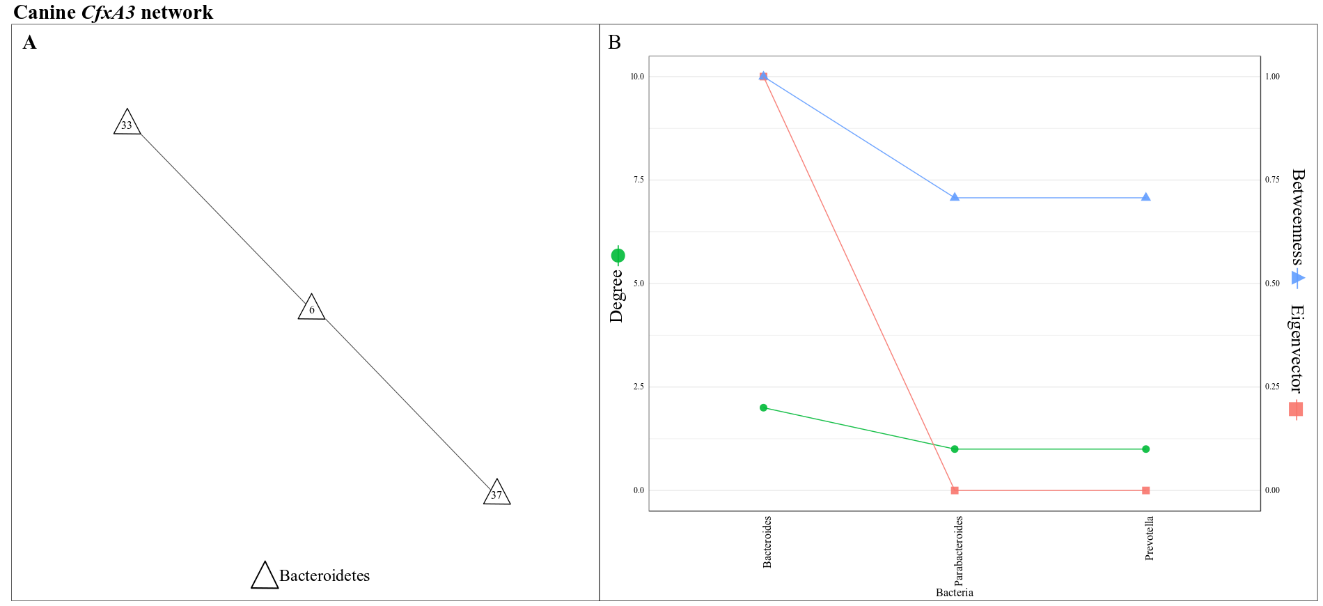 Canine CfxA3 network
A
33
6
37
Bacteroidetes
B
10.0
7.5
5.0
2.5
0.0
Degree
1.00
0.75
0.50
0.25
0.00
Betweenness
Eigenvector
Bacteroides
Parabacteroides
Prevotella
Bacteria